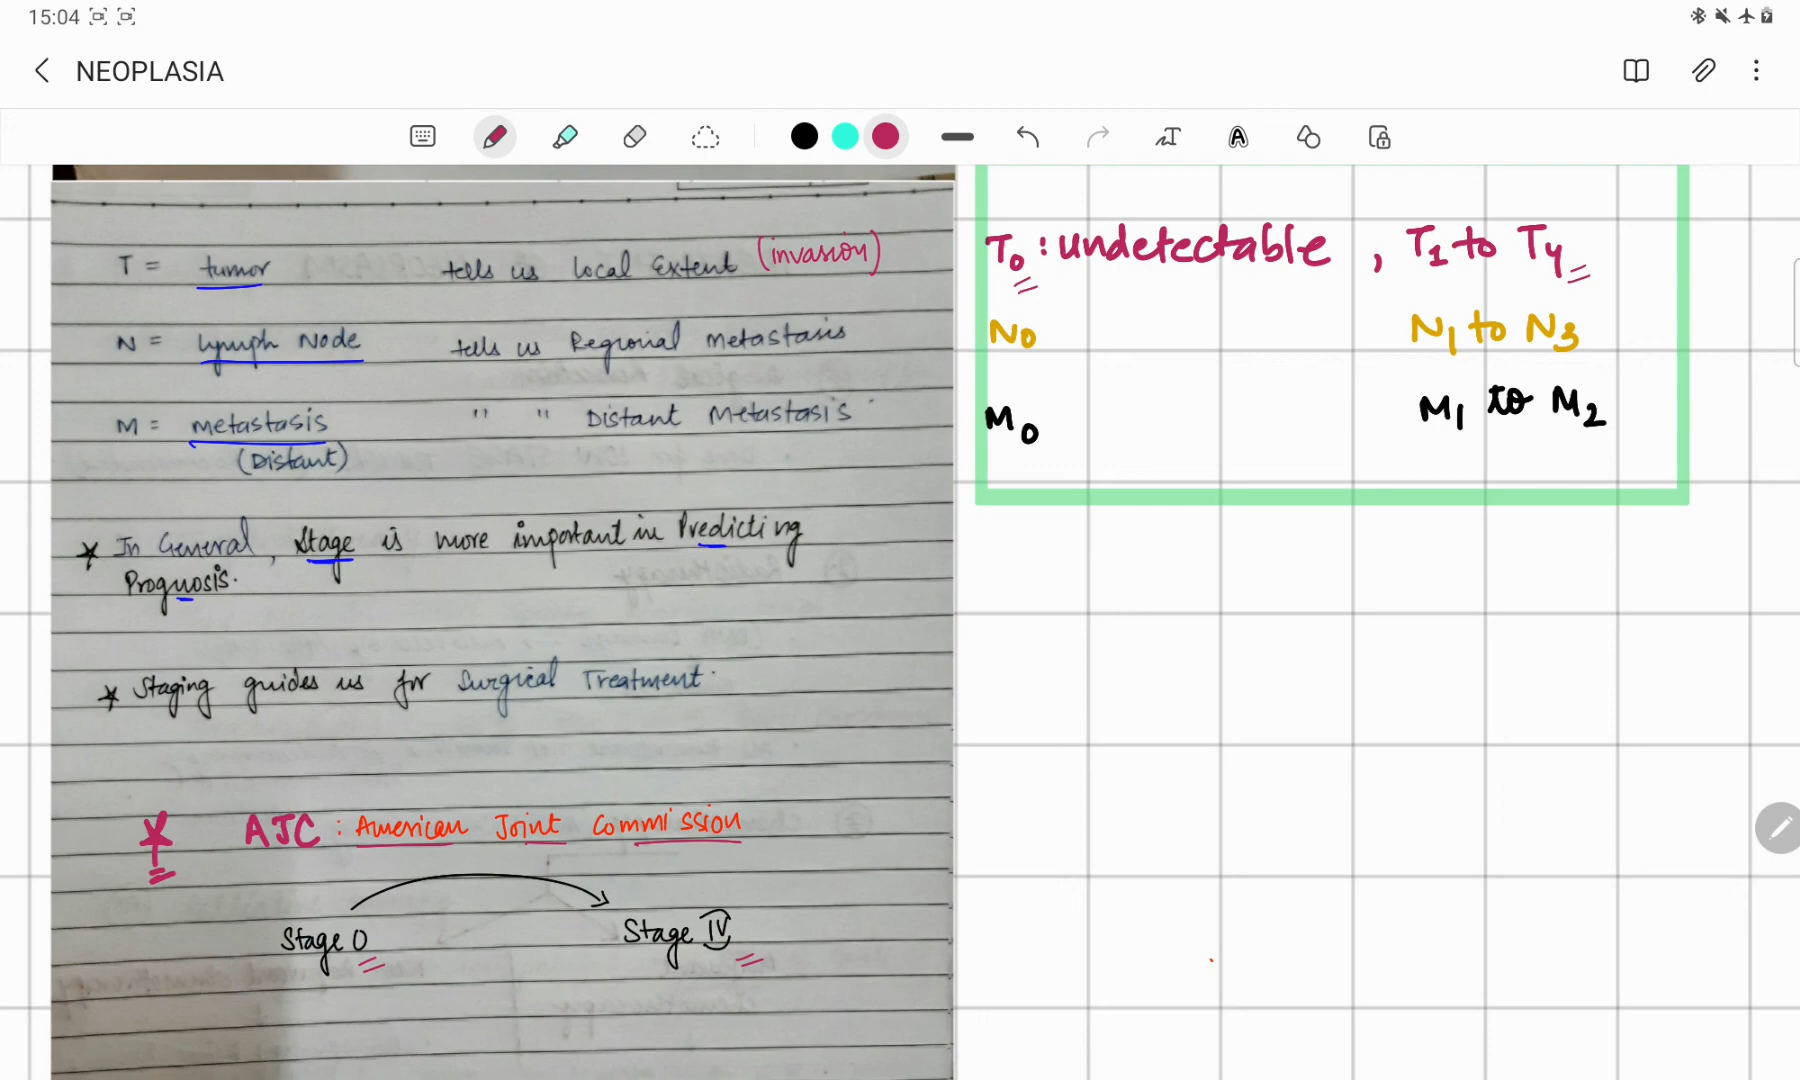 15:04
NEOPLASIA
T = tumor tells us local Extent (invasion)
N = lymph Node tells us Regional Metastasis
M = metastasis " " Distant Metastasis
(Distant)
* In General, Stage is more important in Predicting
Prognosis.
* Staging guides us for Surgical Treatment.
* AJC : American Joint Commission
Stage 0 Stage IV
T0 : undetectable , T1 to T4
N0 N1 to N3
M0 M1 to M2